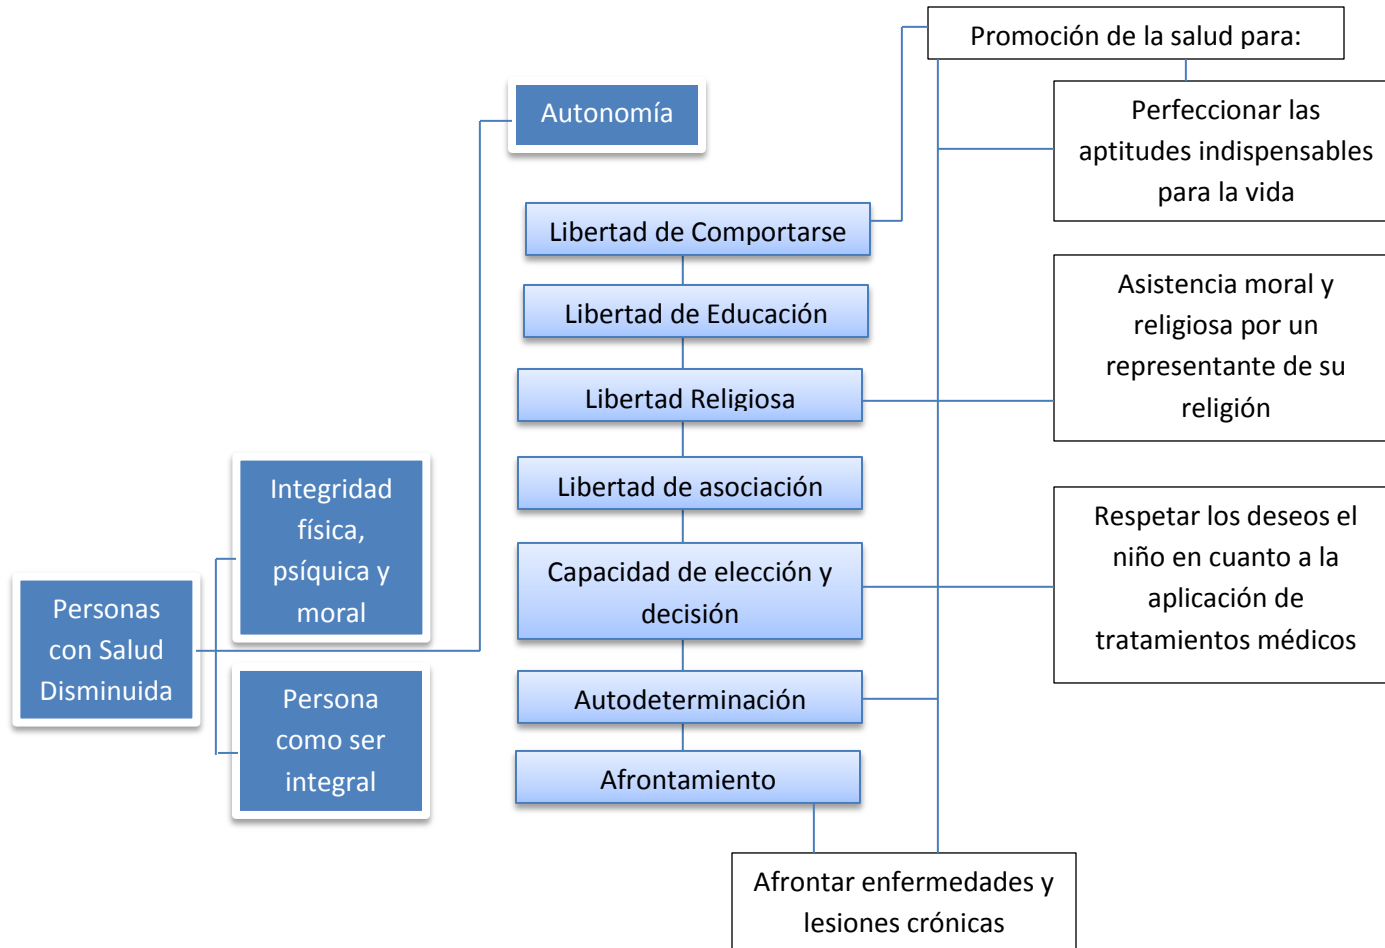 Promoción de la salud para:
Autonomía
Perfeccionar las
aptitudes indispensables
para la vida
Libertad de Comportarse
Libertad de Educación
Asistencia moral y
religiosa por un
representante de su
religión
Libertad Religiosa
Libertad de asociación
Integridad
física,
psíquica y
moral
Respetar los deseos el
niño en cuanto a la
aplicación de
tratamientos médicos
Capacidad de elección y
decisión
Personas
con Salud
Disminuida
Persona
como ser
integral
Autodeterminación
Afrontamiento
Afrontar enfermedades y
lesiones crónicas